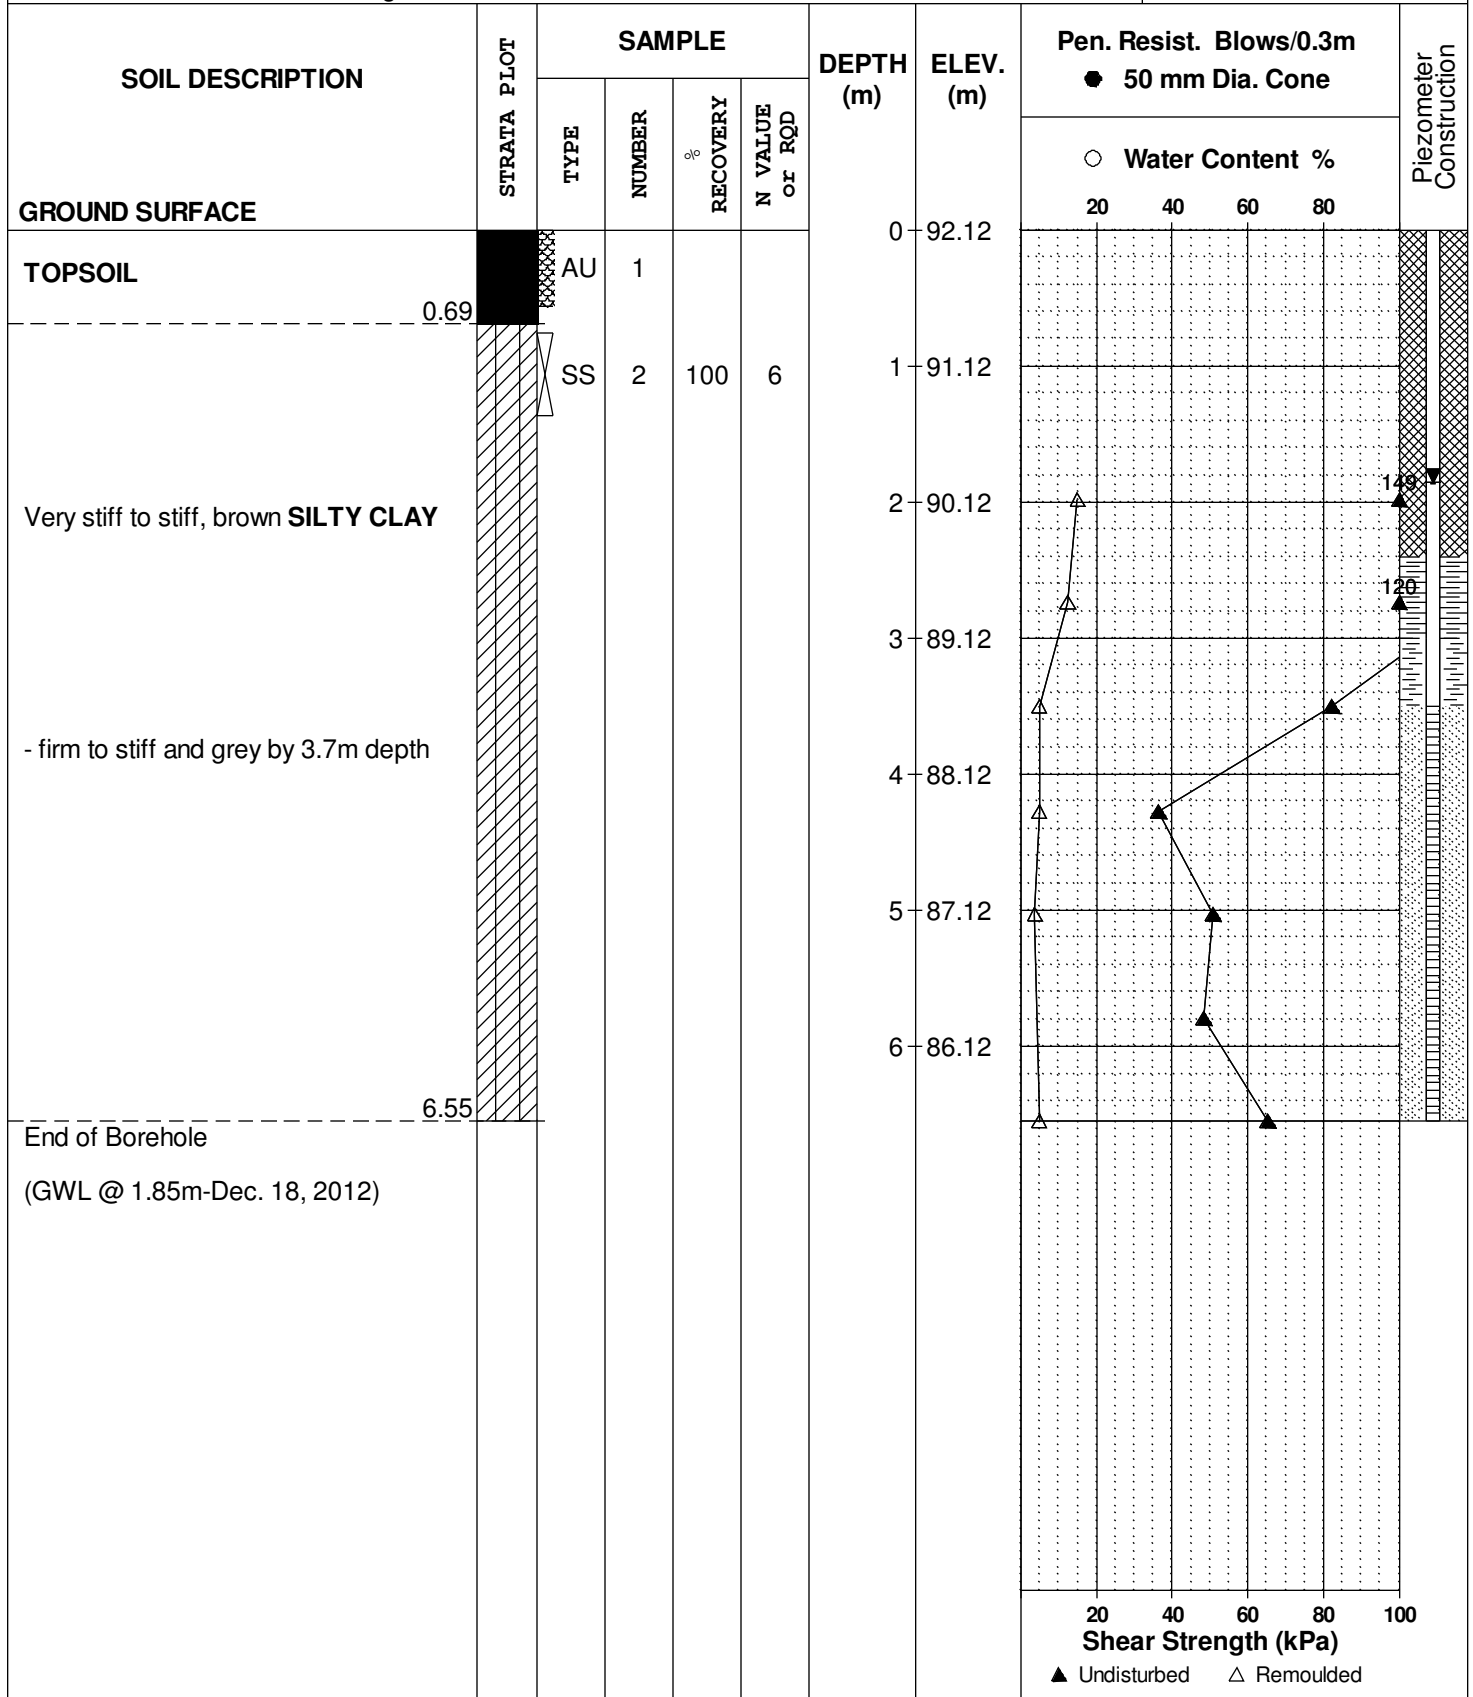 SOIL DESCRIPTION
GROUND SURFACE
STRATA PLOT
SAMPLE
TYPE
NUMBER
% RECOVERY
N VALUE or RQD
DEPTH (m)
ELEV. (m)
Pen. Resist. Blows/0.3m
● 50 mm Dia. Cone
○ Water Content %
20 40 60 80
Piezometer Construction
0 92.12
TOPSOIL
AU 1
0.69
SS 2 100 6
1 91.12
149
Very stiff to stiff, brown SILTY CLAY
2 90.12
120
3 89.12
- firm to stiff and grey by 3.7m depth
4 88.12
5 87.12
6 86.12
6.55
End of Borehole
(GWL @ 1.85m-Dec. 18, 2012)
20 40 60 80 100
Shear Strength (kPa)
▲ Undisturbed △ Remoulded